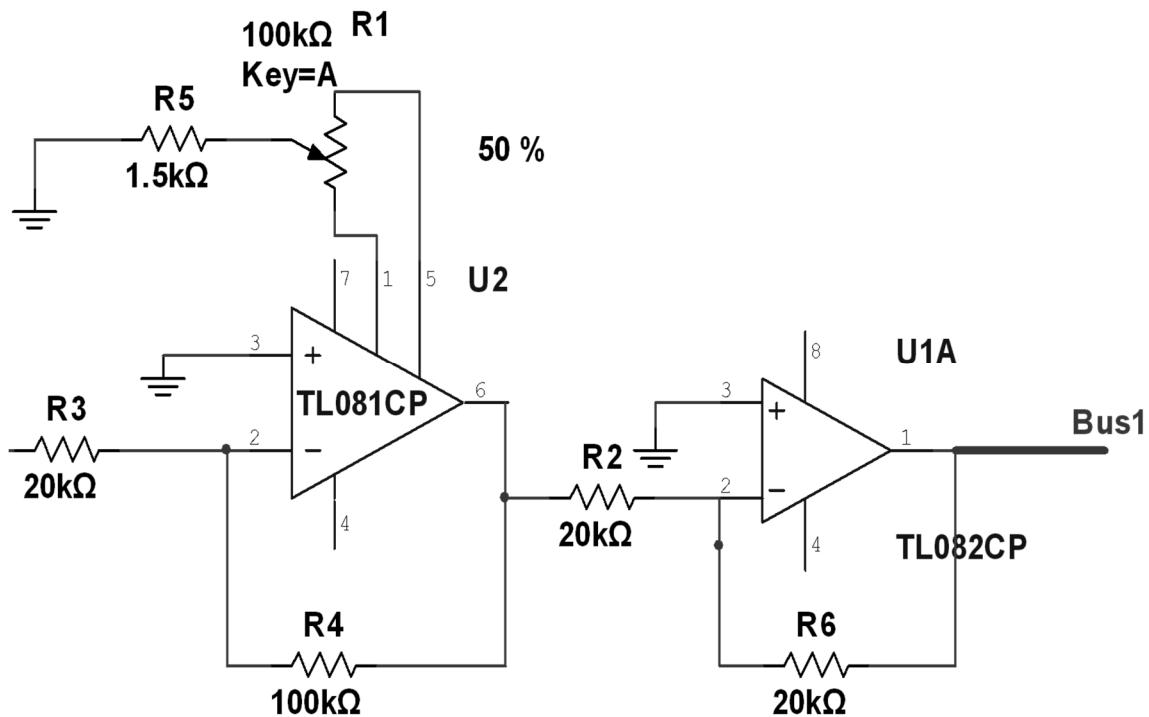 R1
100kΩ
Key=A
R5
1.5kΩ
50 %
7
1
5
U2
3
+
TL081CP
6
R3
20kΩ
2
−
4
8
U1A
3
+
Bus1
1
R2
20kΩ
2
−
4
TL082CP
R4
100kΩ
R6
20kΩ